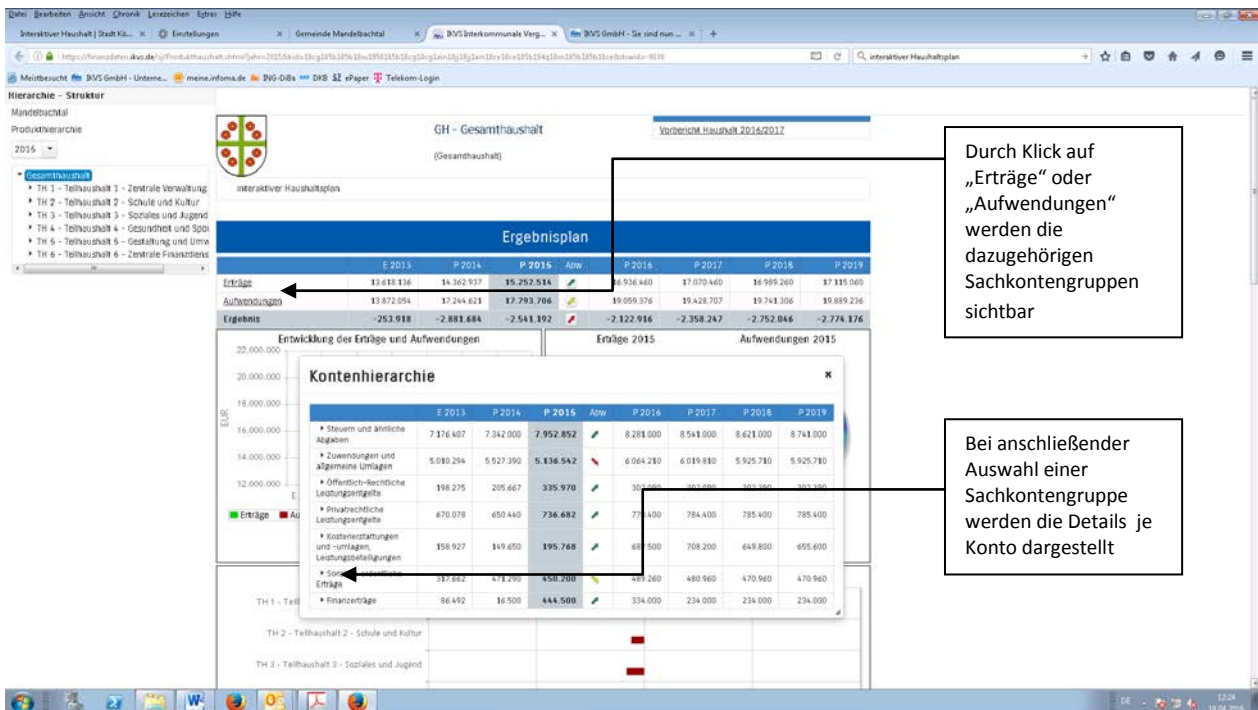 Datei Bearbeiten Ansicht Chronik Lesezeichen Extras Hilfe
Interaktiver Haushalt | Stadt Kö... × Einstellungen × Gemeinde Mandelbachtal × IKVS Interkommunale Verg... × IKVS GmbH - Sie sind nun ... × +
interaktiver Haushaltsplan
Meistbesucht IKVS GmbH - Unterne... meine.infoma.de ING-DiBa DKB ePaper Telekom-Login
Hierarchie - Struktur
Mandelbachtal
Produkthierarchie
2015
Gesamthaushalt
TH 1 - Teilhaushalt 1 - Zentrale Verwaltung
TH 2 - Teilhaushalt 2 - Schule und Kultur
TH 3 - Teilhaushalt 3 - Soziales und Jugend
TH 4 - Teilhaushalt 4 - Gesundheit und Spor
TH 5 - Teilhaushalt 5 - Gestaltung und Umw
TH 6 - Teilhaushalt 6 - Zentrale Finanzdiens
GH - Gesamthaushalt
(Gesamthaushalt)
Vorbericht Haushalt 2016/2017
interaktiver Haushaltsplan
Ergebnisplan
E 2013 P 2014 P 2015 Abw P 2016 P 2017 P 2018 P 2019
Erträge 13.618.136 14.362.937 15.252.514 16.936.460 17.070.460 16.989.260 17.115.060
Aufwendungen 13.872.054 17.244.621 17.793.706 19.059.376 19.428.707 19.741.306 19.889.236
Ergebnis -253.918 -2.881.684 -2.541.192 -2.122.916 -2.358.247 -2.752.046 -2.774.176
Entwicklung der Erträge und Aufwendungen
Erträge 2015 Aufwendungen 2015
22.000.000
20.000.000
18.000.000
16.000.000
14.000.000
12.000.000
EUR
E
Erträge Au
Kontenhierarchie ×
E 2013 P 2014 P 2015 Abw P 2016 P 2017 P 2018 P 2019
Steuern und ähnliche
Abgaben 7.176.407 7.342.000 7.952.852 8.281.000 8.541.000 8.621.000 8.741.000
Zuwendungen und
allgemeine Umlagen 5.010.294 5.527.390 5.136.542 6.064.210 6.019.810 5.925.710 5.925.710
Öffentlich-Rechtliche
Leistungsentgelte 198.275 205.667 335.970
Privatrechtliche
Leistungsentgelte 670.078 650.440 736.682 784.400 785.400 785.400
Kostenerstattungen
und -umlagen,
Leistungsbeteiligungen 158.927 149.650 195.768 708.200 649.800 655.600
Erträge 317.662 471.290 450.200 489.260 480.960 470.960 470.960
Finanzerträge 86.492 16.500 444.500 334.000 234.000 234.000 234.000
TH 1 - Teil
TH 2 - Teilhaushalt 2 - Schule und Kultur
TH 3 - Teilhaushalt 3 - Soziales und Jugend
Durch Klick auf
„Erträge“ oder
„Aufwendungen“
werden die
dazugehörigen
Sachkontengruppen
sichtbar
Bei anschließender
Auswahl einer
Sachkontengruppe
werden die Details je
Konto dargestellt
DE
12:24